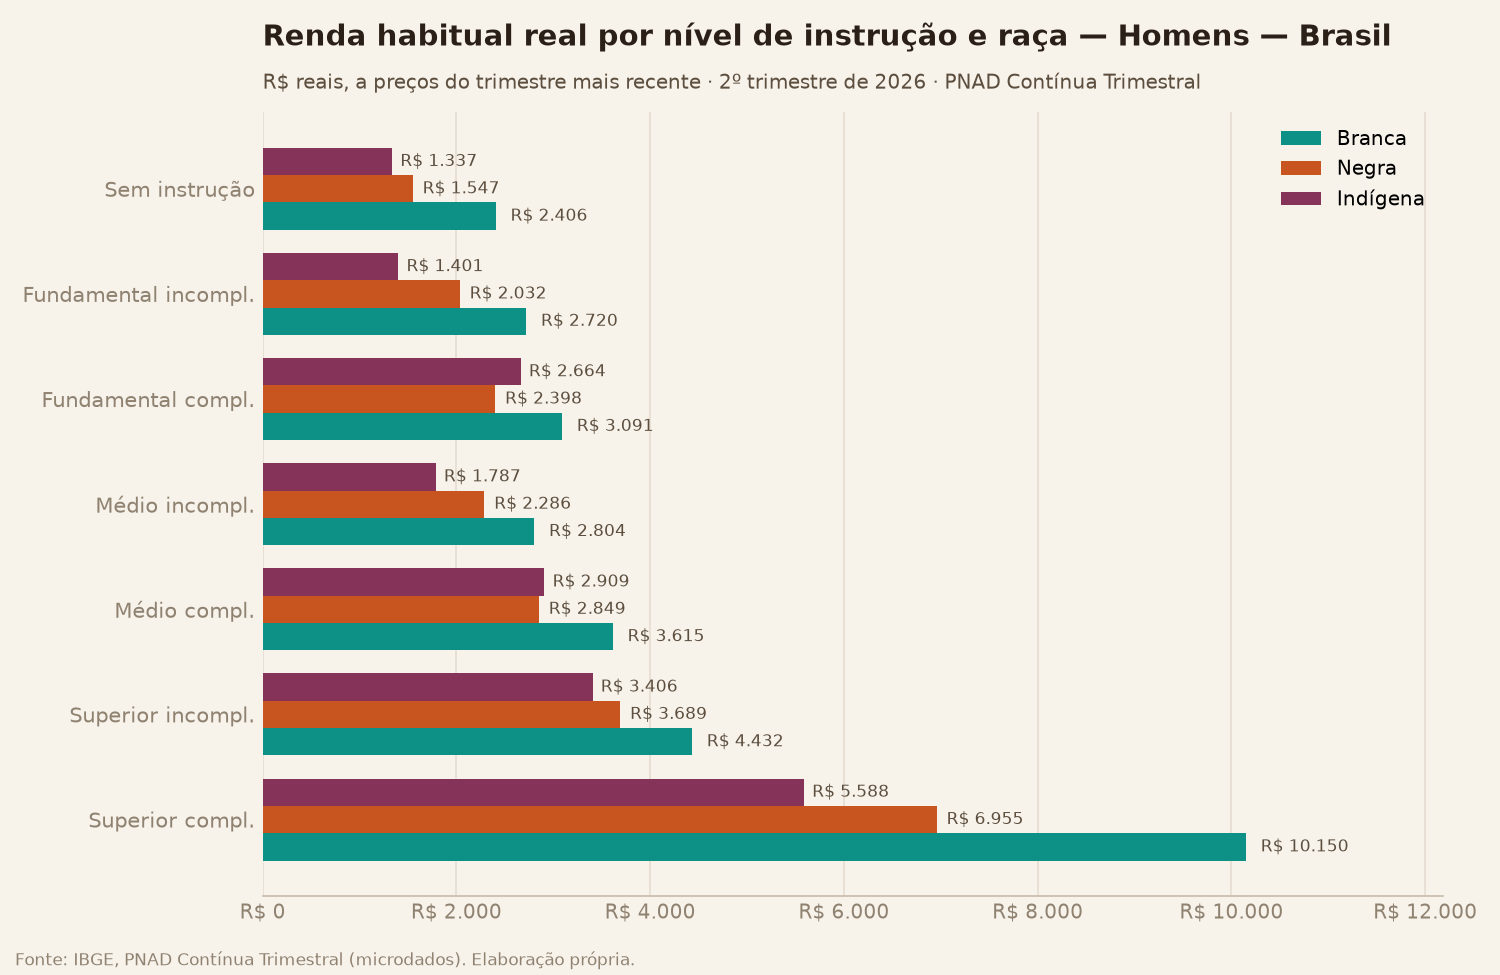 Renda habitual real por nível de instrução e raça — Homens — Brasil
R$ reais, a preços do trimestre mais recente · 2º trimestre de 2026 · PNAD Contínua Trimestral
Branca
Negra
Indígena
Sem instrução
R$ 1.337
R$ 1.547
R$ 2.406
Fundamental incompl.
R$ 1.401
R$ 2.032
R$ 2.720
Fundamental compl.
R$ 2.664
R$ 2.398
R$ 3.091
Médio incompl.
R$ 1.787
R$ 2.286
R$ 2.804
Médio compl.
R$ 2.909
R$ 2.849
R$ 3.615
Superior incompl.
R$ 3.406
R$ 3.689
R$ 4.432
Superior compl.
R$ 5.588
R$ 6.955
R$ 10.150
R$ 0
R$ 2.000
R$ 4.000
R$ 6.000
R$ 8.000
R$ 10.000
R$ 12.000
Fonte: IBGE, PNAD Contínua Trimestral (microdados). Elaboração própria.